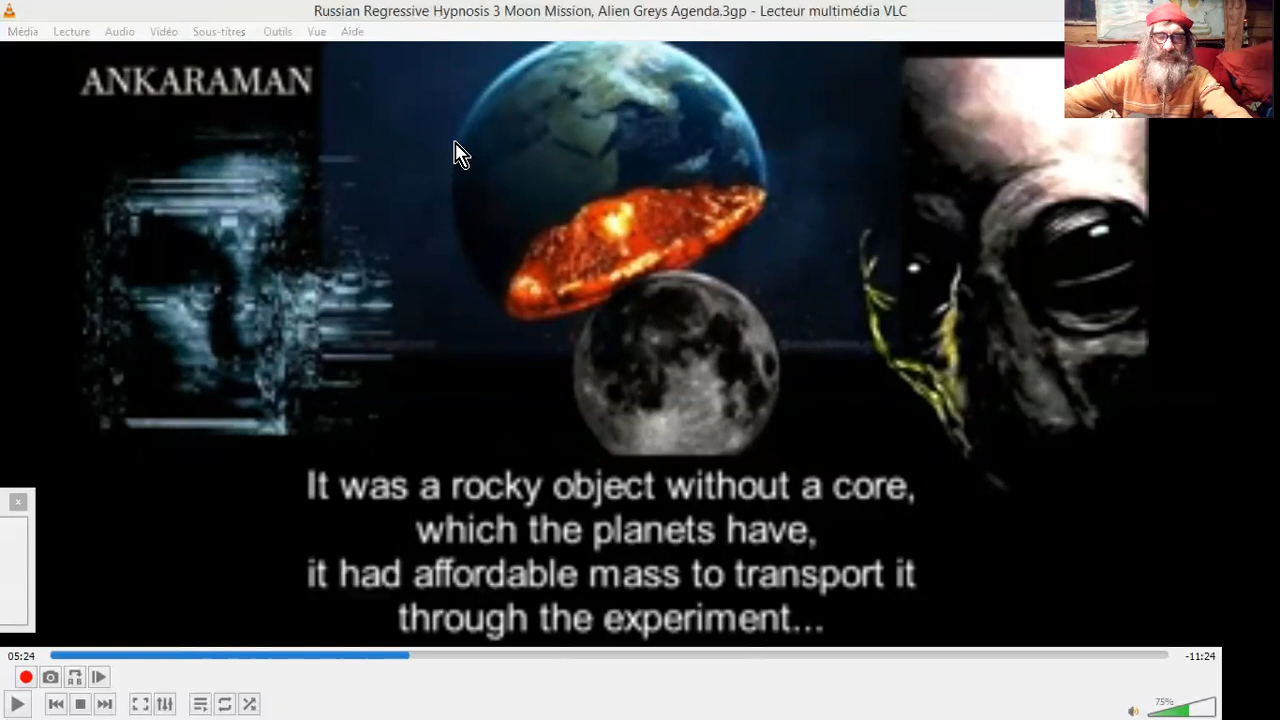 Russian Regressive Hypnosis 3 Moon Mission, Alien Greys Agenda.3gp - Lecteur multimédia VLC
Média Lecture Audio Vidéo Sous-titres Outils Vue Aide
ANKARAMAN
It was a rocky object without a core,
which the planets have,
it had affordable mass to transport it
through the experiment...
05:24 -11:24
75%